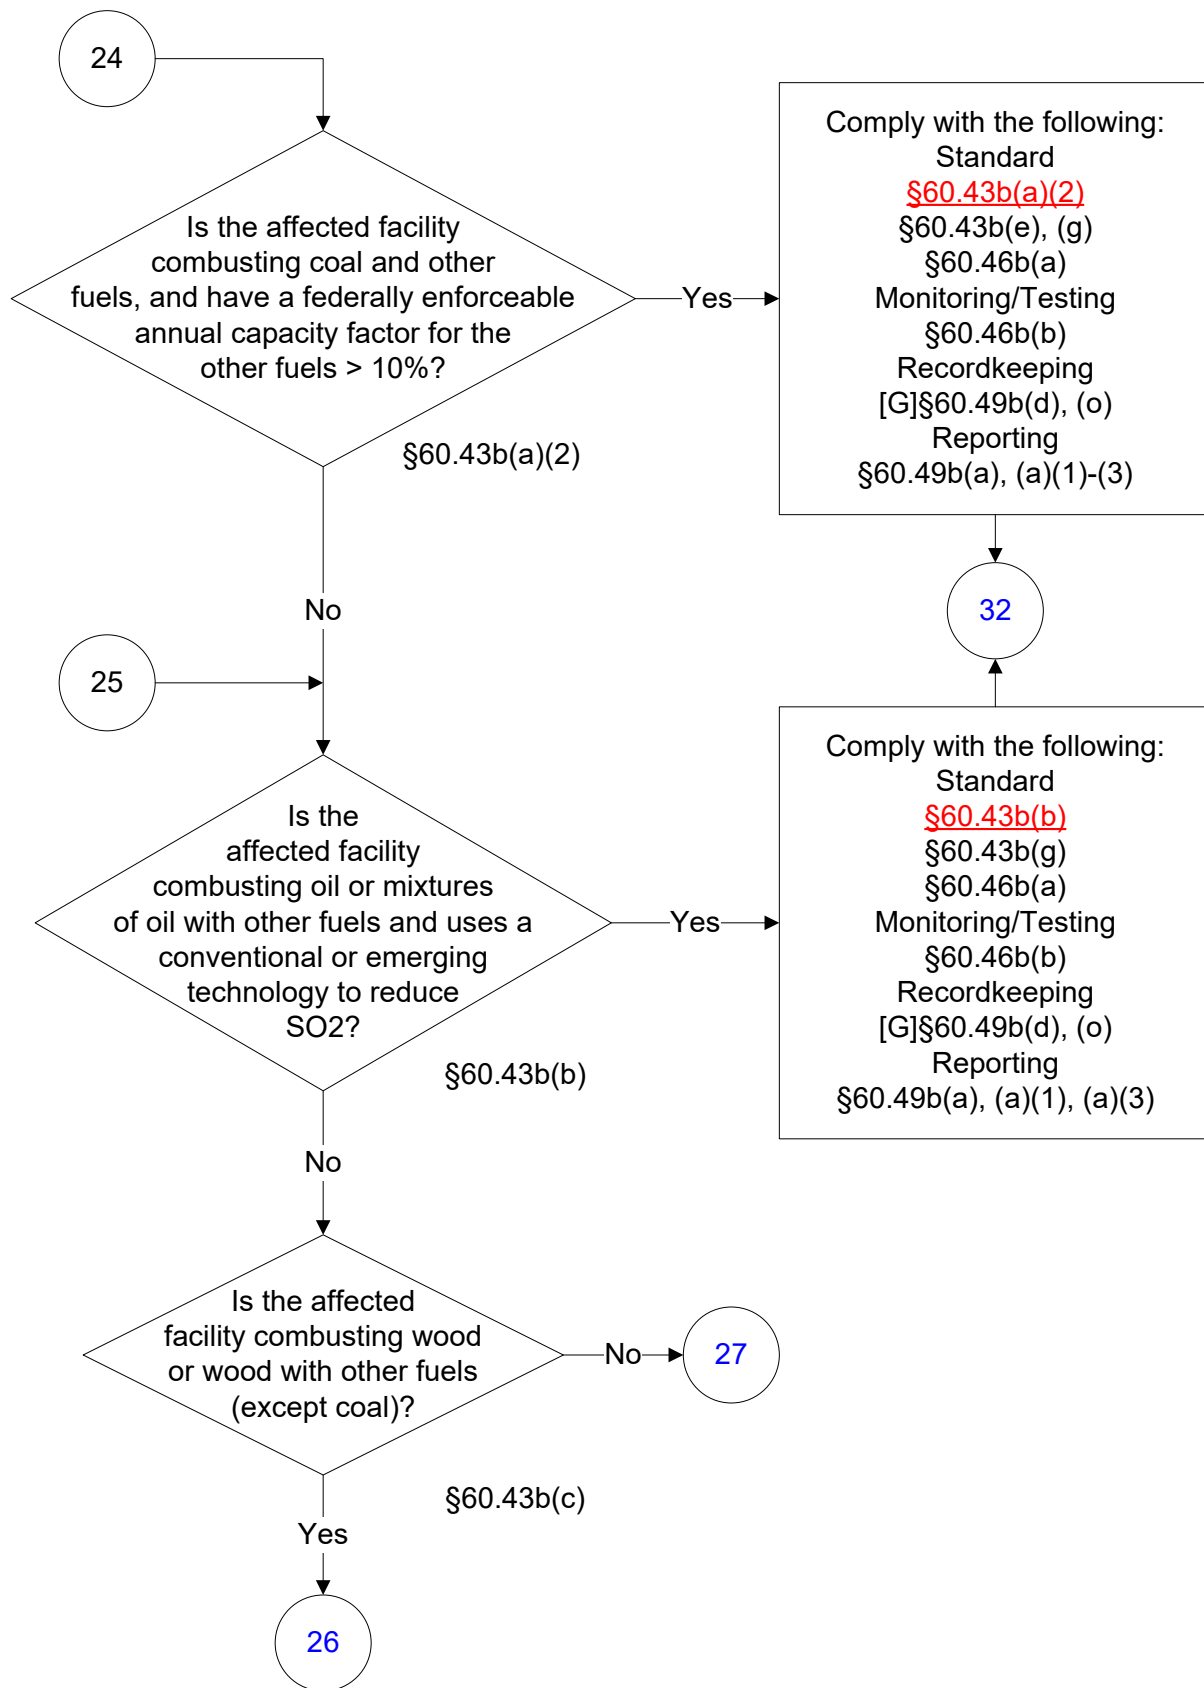 24
Is the affected facility
combusting coal and other
fuels, and have a federally enforceable
annual capacity factor for the
other fuels > 10%?
§60.43b(a)(2)
Yes
Comply with the following:
Standard
§60.43b(a)(2)
§60.43b(e), (g)
§60.46b(a)
Monitoring/Testing
§60.46b(b)
Recordkeeping
[G]§60.49b(d), (o)
Reporting
§60.49b(a), (a)(1)-(3)
No
32
25
Is the
affected facility
combusting oil or mixtures
of oil with other fuels and uses a
conventional or emerging
technology to reduce
SO2?
§60.43b(b)
Yes
Comply with the following:
Standard
§60.43b(b)
§60.43b(g)
§60.46b(a)
Monitoring/Testing
§60.46b(b)
Recordkeeping
[G]§60.49b(d), (o)
Reporting
§60.49b(a), (a)(1), (a)(3)
No
Is the affected
facility combusting wood
or wood with other fuels
(except coal)?
§60.43b(c)
No
27
Yes
26